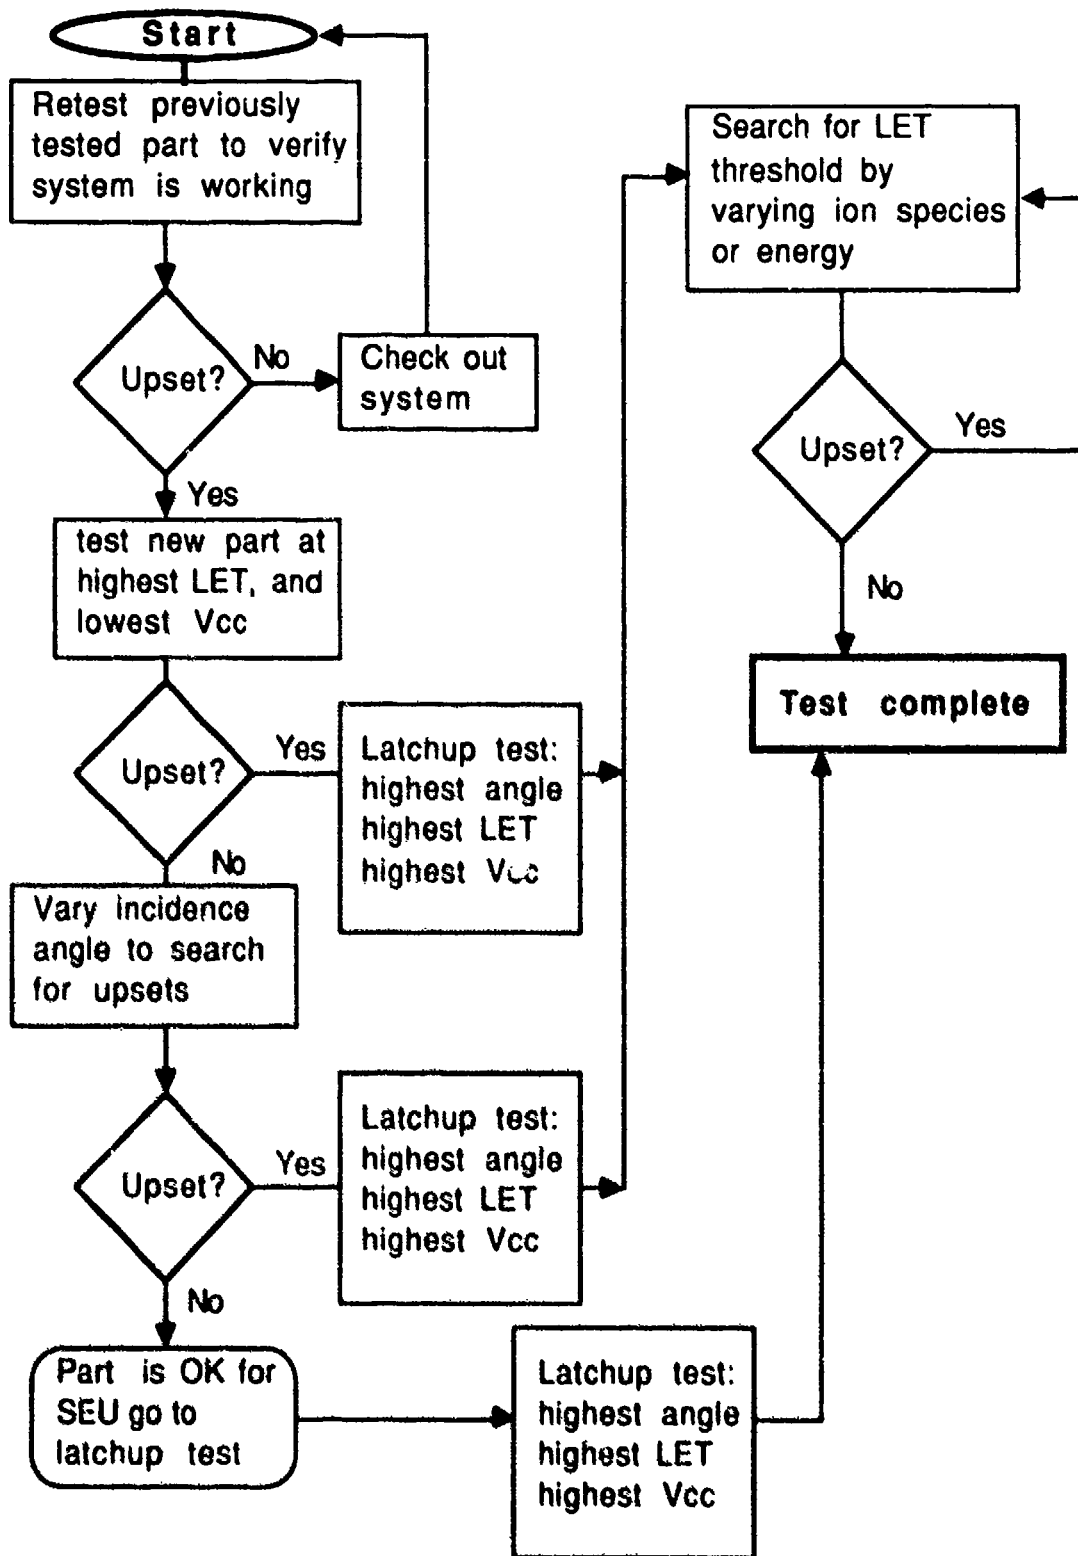 Start
Retest previously
tested part to verify
system is working
Upset?
No
Check out
system
Yes
test new part at
highest LET, and
lowest Vcc
Upset?
Yes
Latchup test:
highest angle
highest LET
highest Vcc
No
Vary incidence
angle to search
for upsets
Upset?
Yes
Latchup test:
highest angle
highest LET
highest Vcc
No
Part is OK for
SEU go to
latchup test
Latchup test:
highest angle
highest LET
highest Vcc
Search for LET
threshold by
varying ion species
or energy
Upset?
Yes
No
Test complete